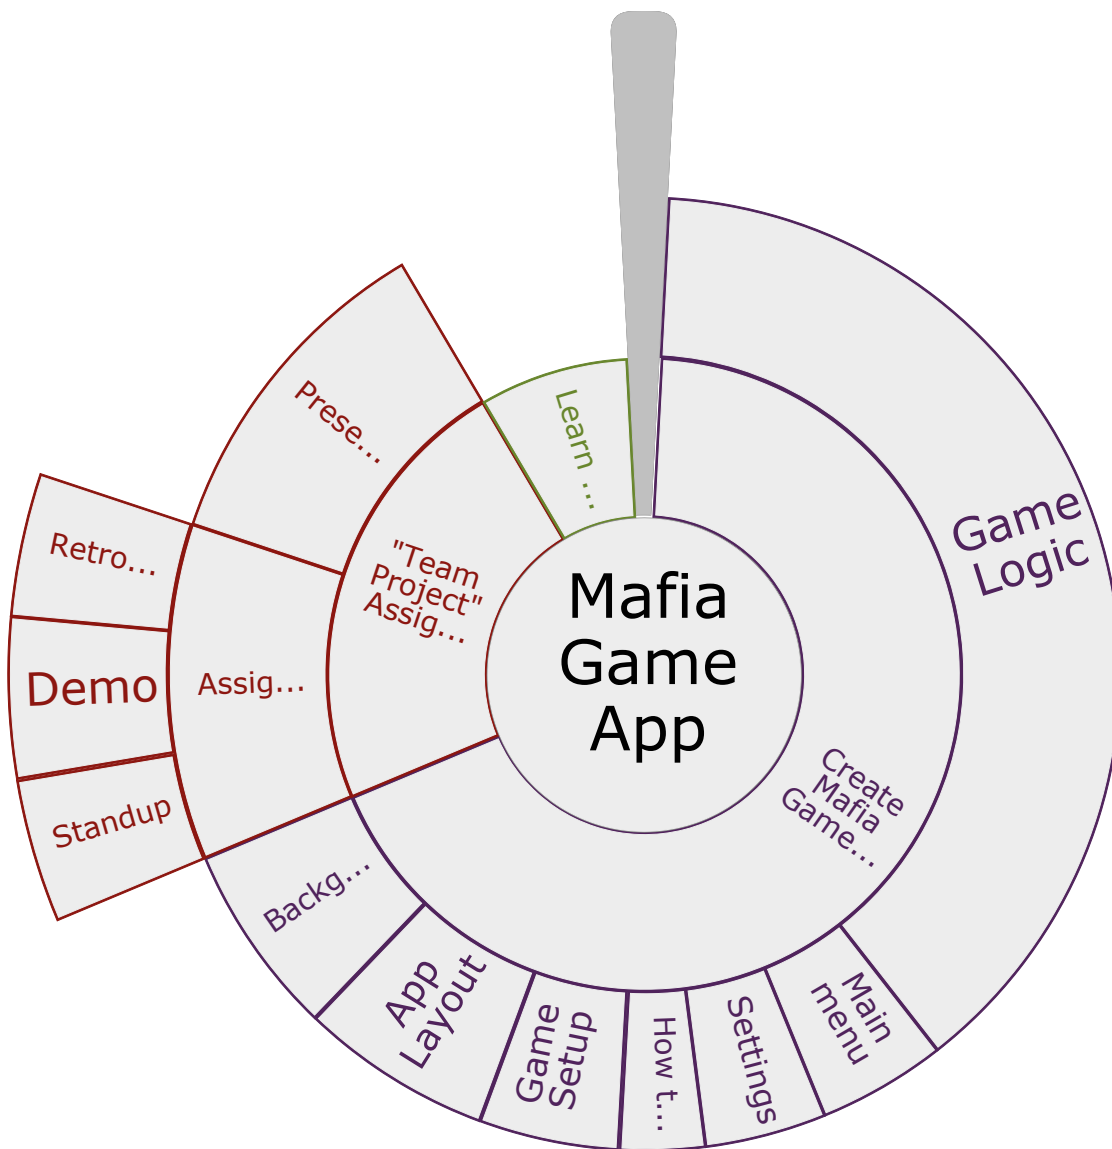 Mafia
Game
App
Game
Logic
Create
Mafia
Game...
Main
menu
Settings
How t...
Game
Setup
App
Layout
Backg...
"Team
Project"
Assig...
Assig...
Standup
Demo
Retro...
Prese...
Learn ...